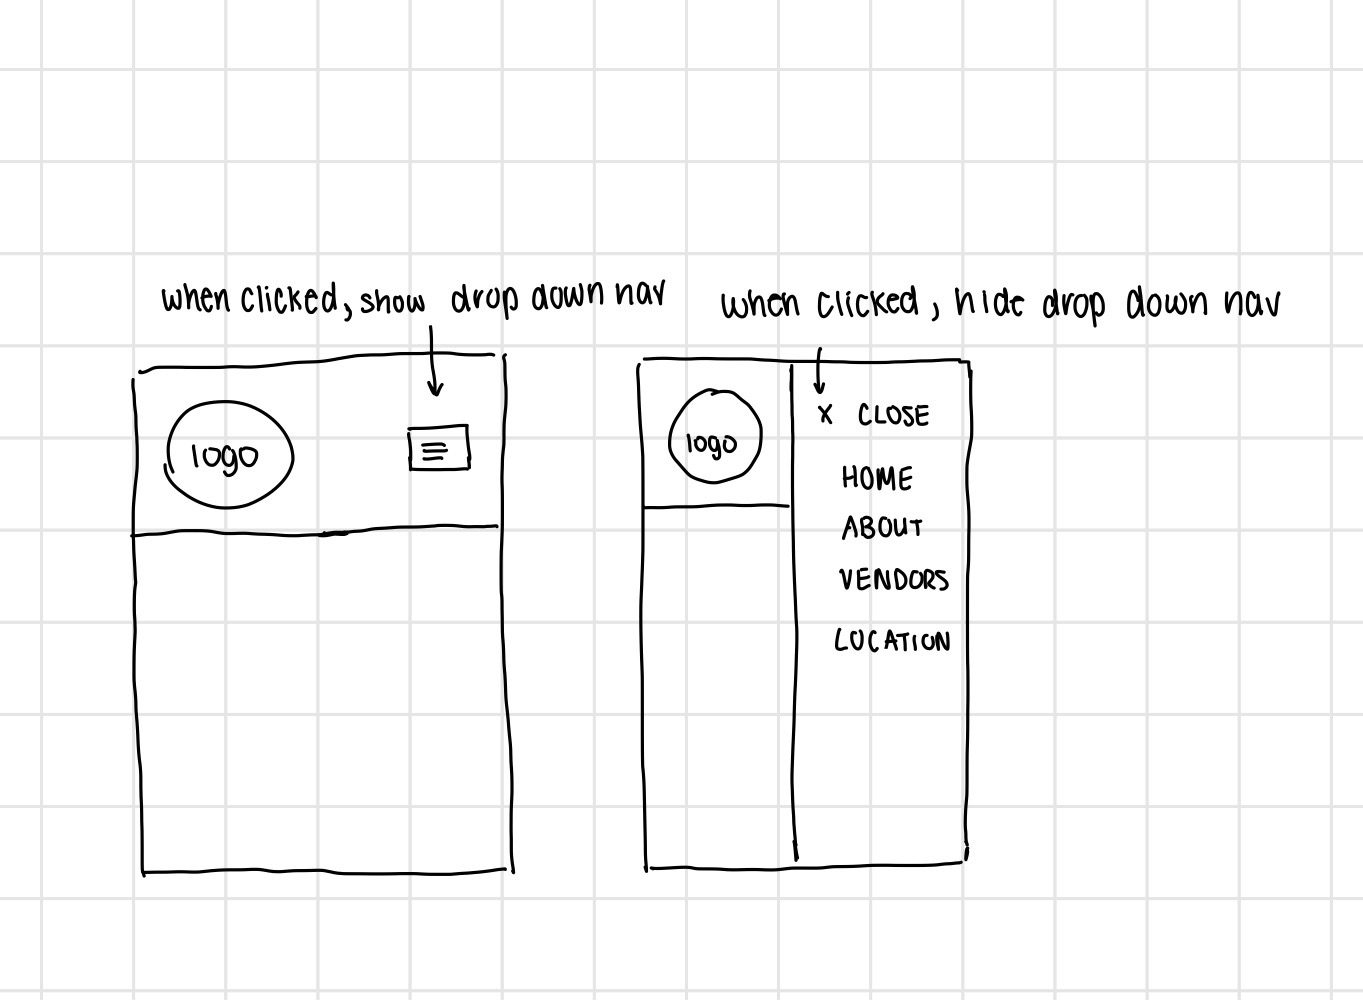 when clicked, show drop down nav
when clicked, hide drop down nav
logo
logo
X CLOSE
HOME
ABOUT
VENDORS
LOCATION